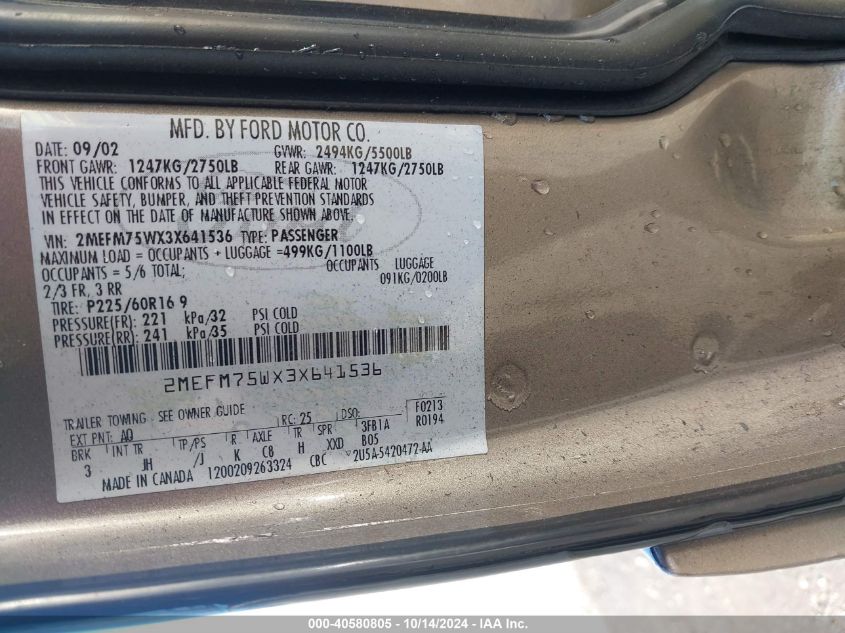 MFD. BY FORD MOTOR CO.
DATE: 09/02 GVWR: 2494KG/5500LB
FRONT GAWR: 1247KG/2750LB REAR GAWR: 1247KG/2750LB
THIS VEHICLE CONFORMS TO ALL APPLICABLE FEDERAL MOTOR
VEHICLE SAFETY, BUMPER, AND THEFT PREVENTION STANDARDS
IN EFFECT ON THE DATE OF MANUFACTURE SHOWN ABOVE.
VIN: 2MEFM75WX3X641536 TYPE: PASSENGER
MAXIMUM LOAD = OCCUPANTS + LUGGAGE =499KG/1100LB
OCCUPANTS = 5/6 TOTAL; OCCUPANTS LUGGAGE
2/3 FR, 3 RR 091KG/0200LB
TIRE: P225/60R16 9
PRESSURE(FR): 221 kPa/32 PSI COLD
PRESSURE(RR): 241 kPa/35 PSI COLD
2MEFM75WX3X641536
TRAILER TOWING - SEE OWNER GUIDE
EXT PNT: AQ RC: 25 DSO: F0213
BRK INT TR TP/PS R AXLE TR SPR 3FB1A R0194
3 JH /J K C8 H XXD B05
MADE IN CANADA 1200209263324 CBC 2U5A-5420472-AA
000-40580805 - 10/14/2024 - IAA Inc.